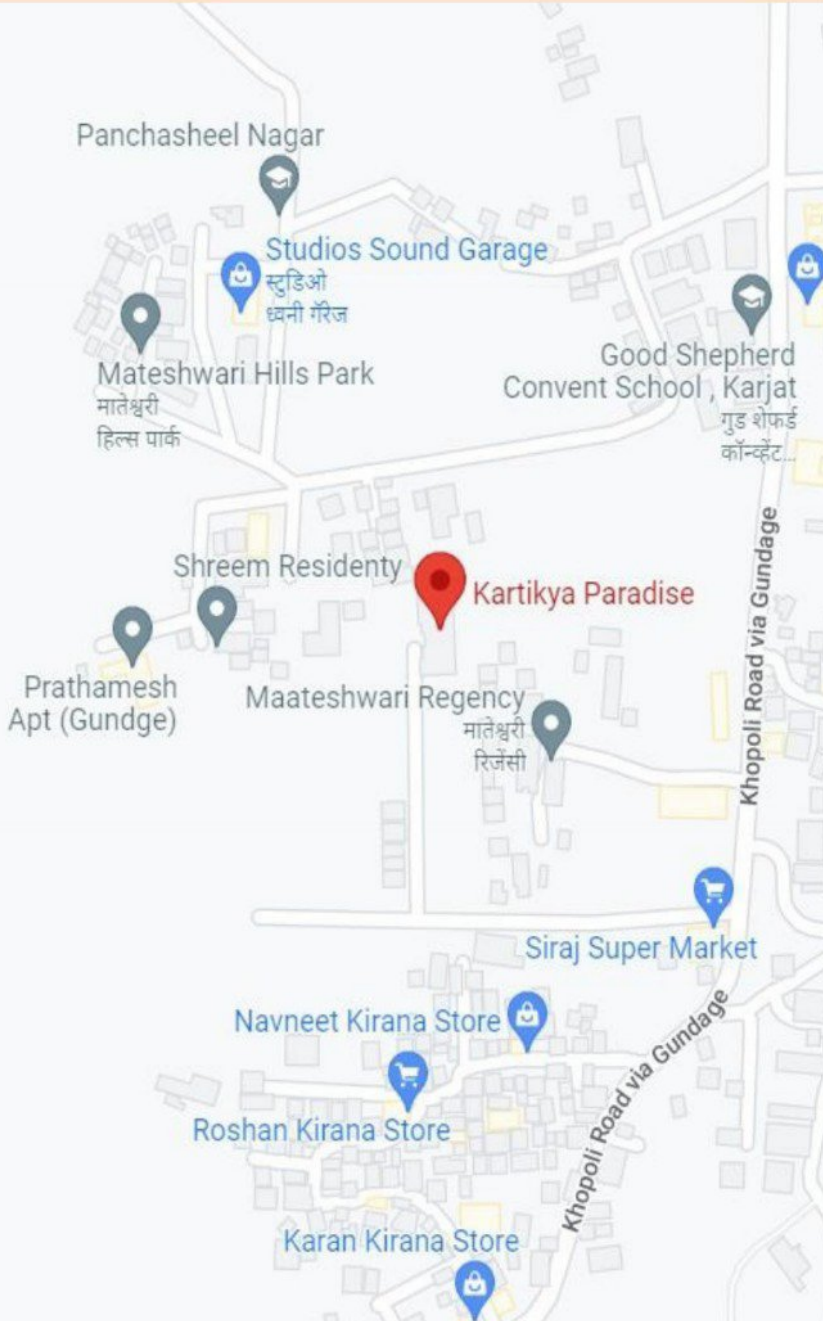 Panchasheel Nagar
Studios Sound Garage
स्टुडिओ
ध्वनी गॅरेज
Mateshwari Hills Park
मातेश्वरी
हिल्स पार्क
Good Shepherd
Convent School , Karjat
गुड शेफर्ड
कॉन्व्हेंट...
Shreem Residenty
Kartikya Paradise
Prathamesh
Apt (Gundge)
Maateshwari Regency
मातेश्वरी
रिजेंसी
Khopoli Road via Gundage
Siraj Super Market
Navneet Kirana Store
Khopoli Road via Gundage
Roshan Kirana Store
Karan Kirana Store